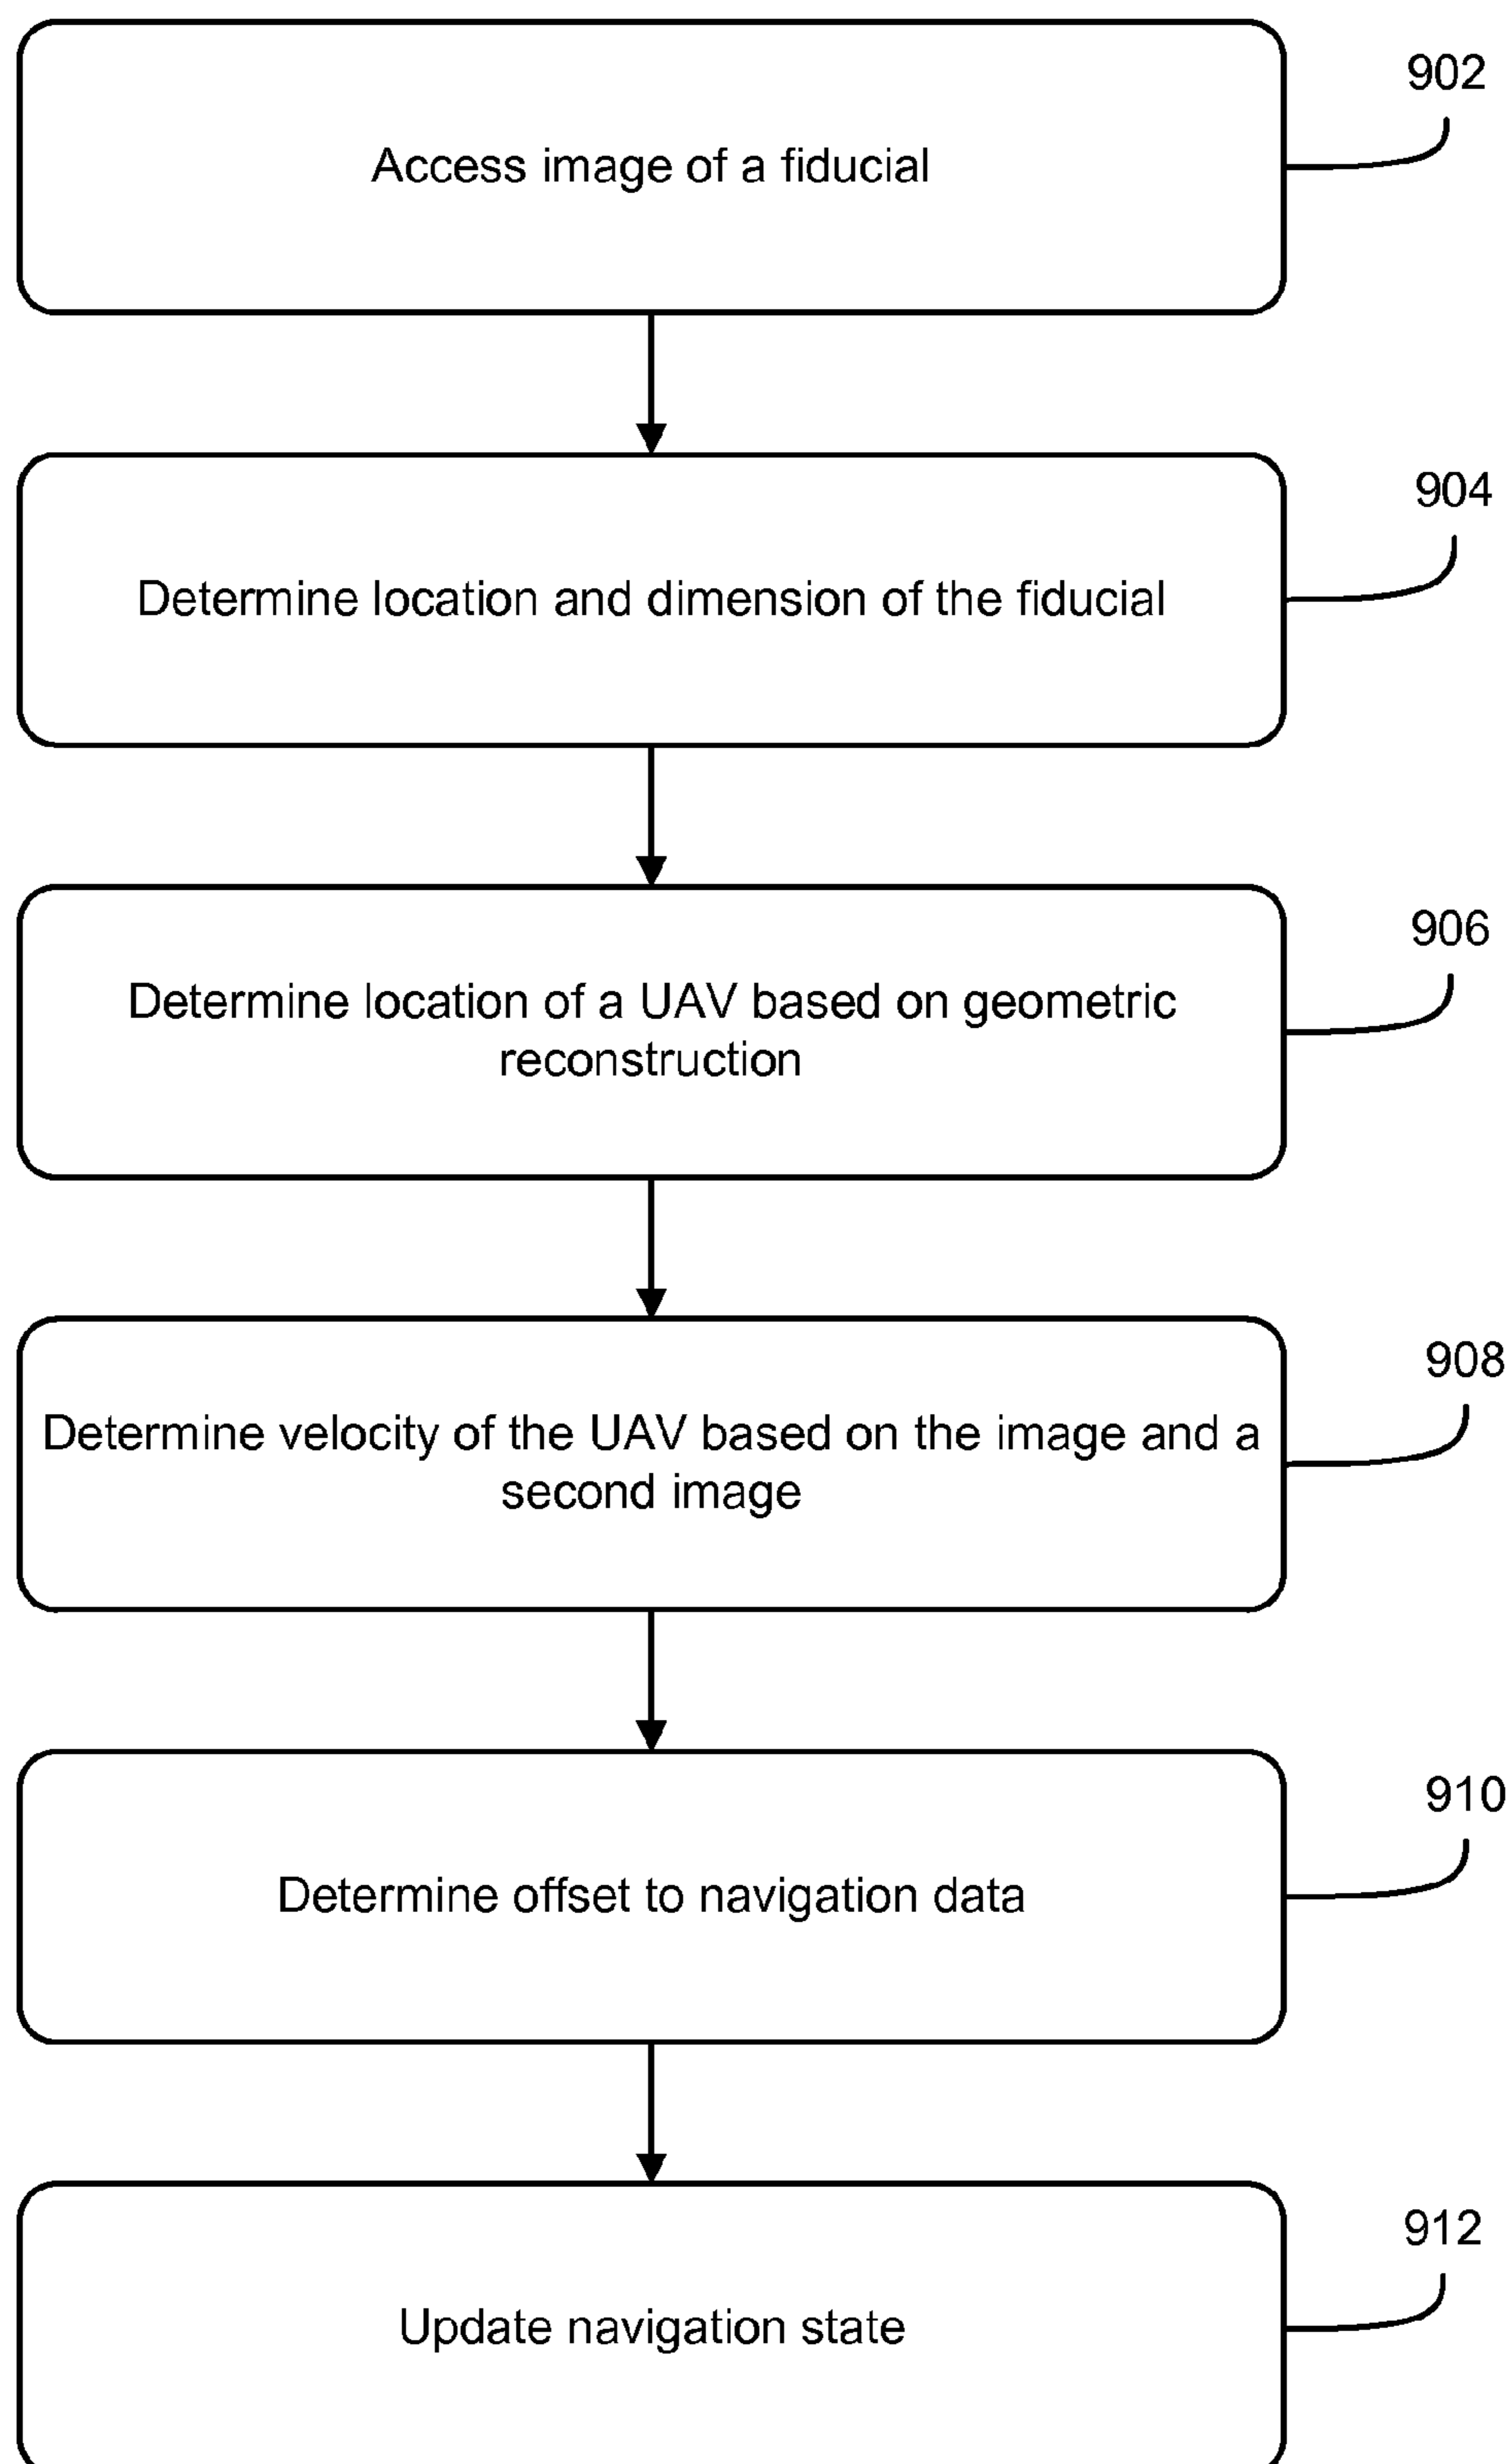 902
Access image of a fiducial
904
Determine location and dimension of the fiducial
906
Determine location of a UAV based on geometric
reconstruction
908
Determine velocity of the UAV based on the image and a
second image
910
Determine offset to navigation data
912
Update navigation state